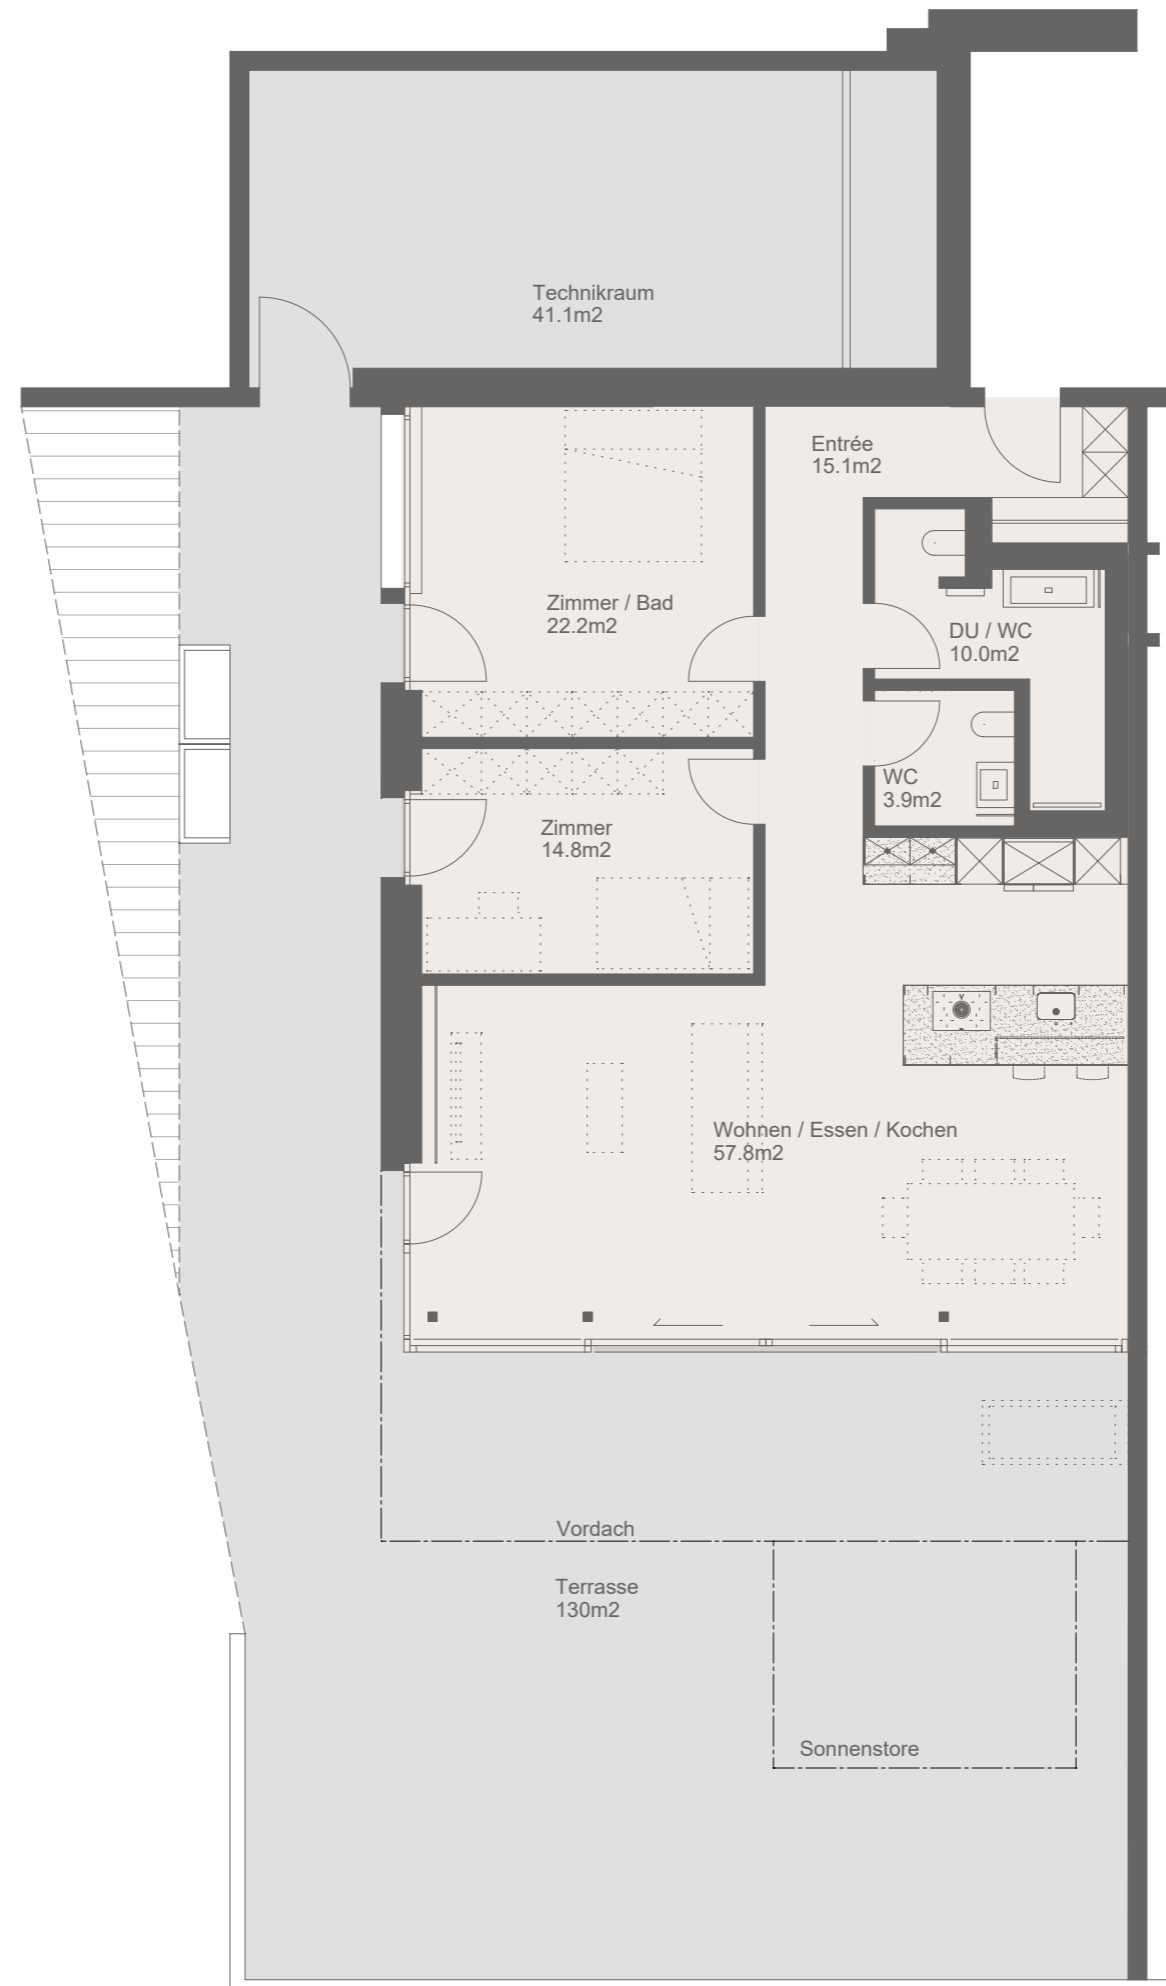 Technikraum
41.1m2
Entrée
15.1m2
Zimmer / Bad
22.2m2
DU / WC
10.0m2
WC
3.9m2
Zimmer
14.8m2
Wohnen / Essen / Kochen
57.8m2
Vordach
Terrasse
130m2
Sonnenstore